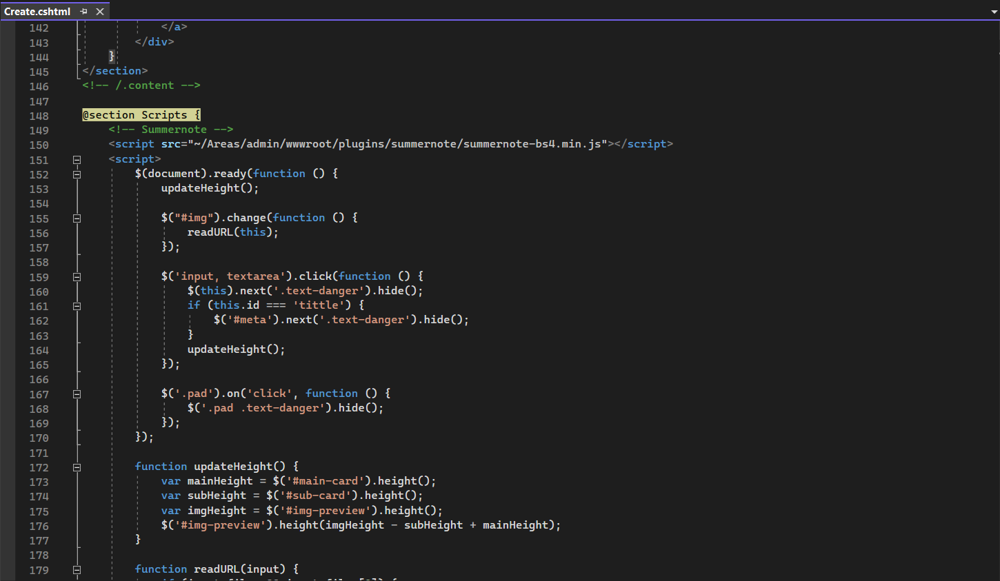 Create.cshtml
142 </a>
143 </div>
144 }
145 </section>
146 <!-- /.content -->
147
148 @section Scripts {
149 <!-- Summernote -->
150 <script src="~/Areas/admin/wwwroot/plugins/summernote/summernote-bs4.min.js"></script>
151 <script>
152 $(document).ready(function () {
153 updateHeight();
154
155 $("#img").change(function () {
156 readURL(this);
157 });
158
159 $('input, textarea').click(function () {
160 $(this).next('.text-danger').hide();
161 if (this.id === 'tittle') {
162 $('#meta').next('.text-danger').hide();
163 }
164 updateHeight();
165 });
166
167 $('.pad').on('click', function () {
168 $('.pad .text-danger').hide();
169 });
170 });
171
172 function updateHeight() {
173 var mainHeight = $('#main-card').height();
174 var subHeight = $('#sub-card').height();
175 var imgHeight = $('#img-preview').height();
176 $('#img-preview').height(imgHeight - subHeight + mainHeight);
177 }
178
179 function readURL(input) {